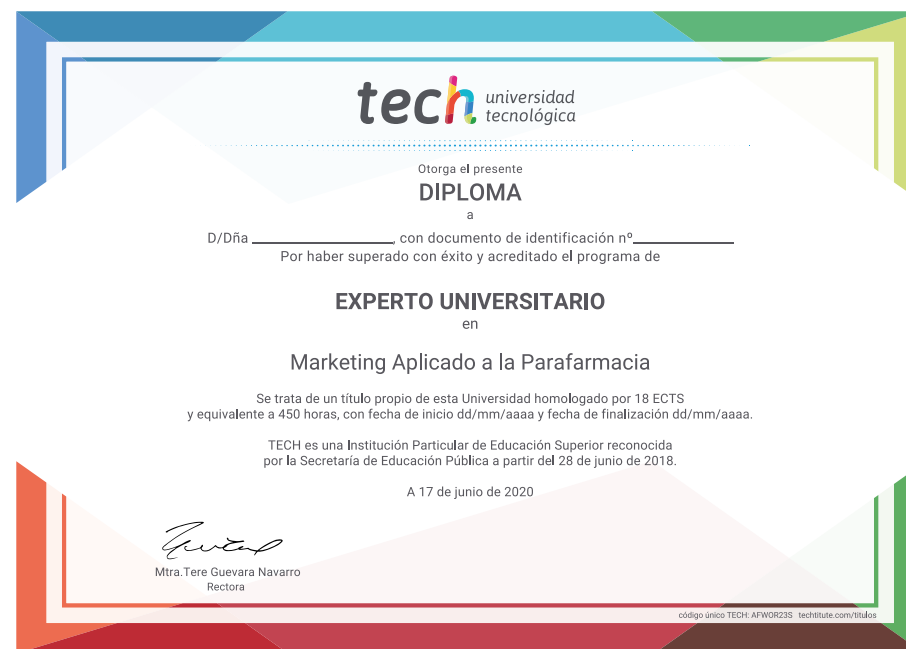 tech universidad
tecnológica
Otorga el presente
DIPLOMA
a
D/Dña , con documento de identificación nº
Por haber superado con éxito y acreditado el programa de
EXPERTO UNIVERSITARIO
en
Marketing Aplicado a la Parafarmacia
Se trata de un título propio de esta Universidad homologado por 18 ECTS
y equivalente a 450 horas, con fecha de inicio dd/mm/aaaa y fecha de finalización dd/mm/aaaa.
TECH es una Institución Particular de Educación Superior reconocida
por la Secretaría de Educación Pública a partir del 28 de junio de 2018.
A 17 de junio de 2020
Mtra.Tere Guevara Navarro
Rectora
código único TECH: AFWOR23S techtitute.com/titulos